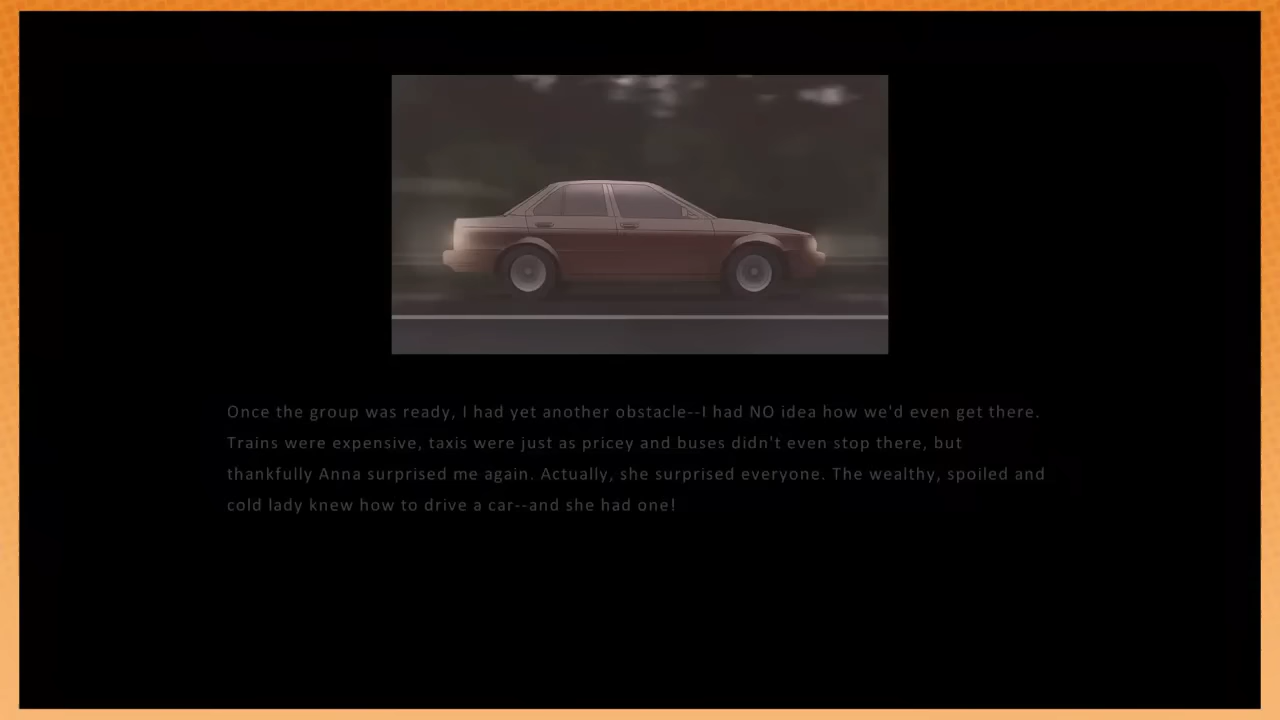 Once the group was ready, I had yet another obstacle--I had NO idea how we'd even get there.
Trains were expensive, taxis were just as pricey and buses didn't even stop there, but
thankfully Anna surprised me again. Actually, she surprised everyone. The wealthy, spoiled and
cold lady knew how to drive a car--and she had one!